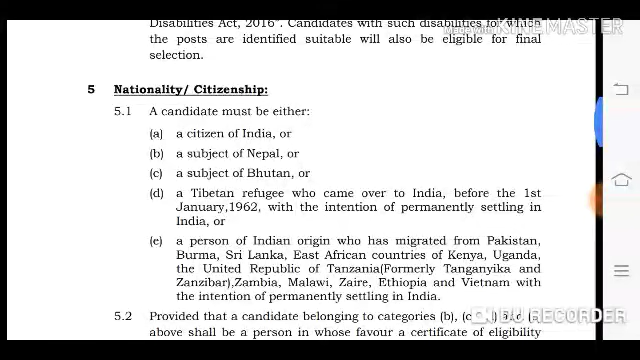 Disabilities Act, 2016". Candidates with such disabilities for which
Made with KINEMASTER
the posts are identified suitable will also be eligible for final
selection.
5 Nationality/ Citizenship:
5.1 A candidate must be either:
(a) a citizen of India, or
(b) a subject of Nepal, or
(c) a subject of Bhutan, or
(d) a Tibetan refugee who came over to India, before the 1st
January,1962, with the intention of permanently settling in
India, or
(e) a person of Indian origin who has migrated from Pakistan,
Burma, Sri Lanka, East African countries of Kenya, Uganda,
the United Republic of Tanzania(Formerly Tanganyika and
Zanzibar),Zambia, Malawi, Zaire, Ethiopia and Vietnam with
the intention of permanently settling in India.
DU RECORDER
5.2 Provided that a candidate belonging to categories (b), (c
above shall be a person in whose favour a certificate of eligibility